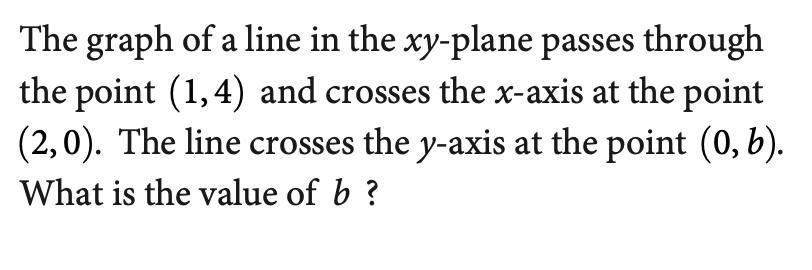 The graph of a line in the xy-plane passes through
the point (1, 4) and crosses the x-axis at the point
(2, 0). The line crosses the y-axis at the point (0, b).
What is the value of b ?